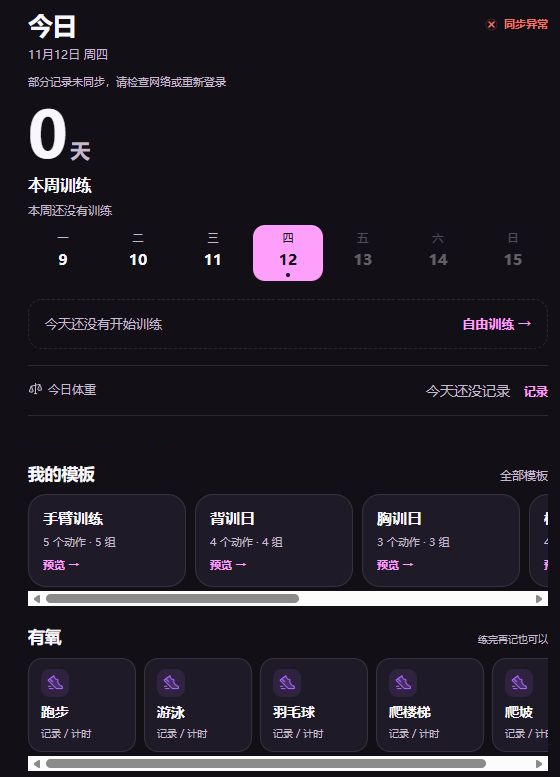 今日
同步异常
11月12日 周四
部分记录未同步，请检查网络或重新登录
0天
本周训练
本周还没有训练
一 二 三 四 五 六 日
9 10 11 12 13 14 15
今天还没有开始训练 自由训练 →
今日体重 今天还没记录 记录
我的模板 全部模板
手臂训练 背训日 胸训日
5 个动作 · 5 组 4 个动作 · 4 组 3 个动作 · 3 组
预览 → 预览 → 预览 →
有氧 练完再记也可以
跑步 游泳 羽毛球 爬楼梯 爬坡
记录 / 计时 记录 / 计时 记录 / 计时 记录 / 计时 记录 / 计